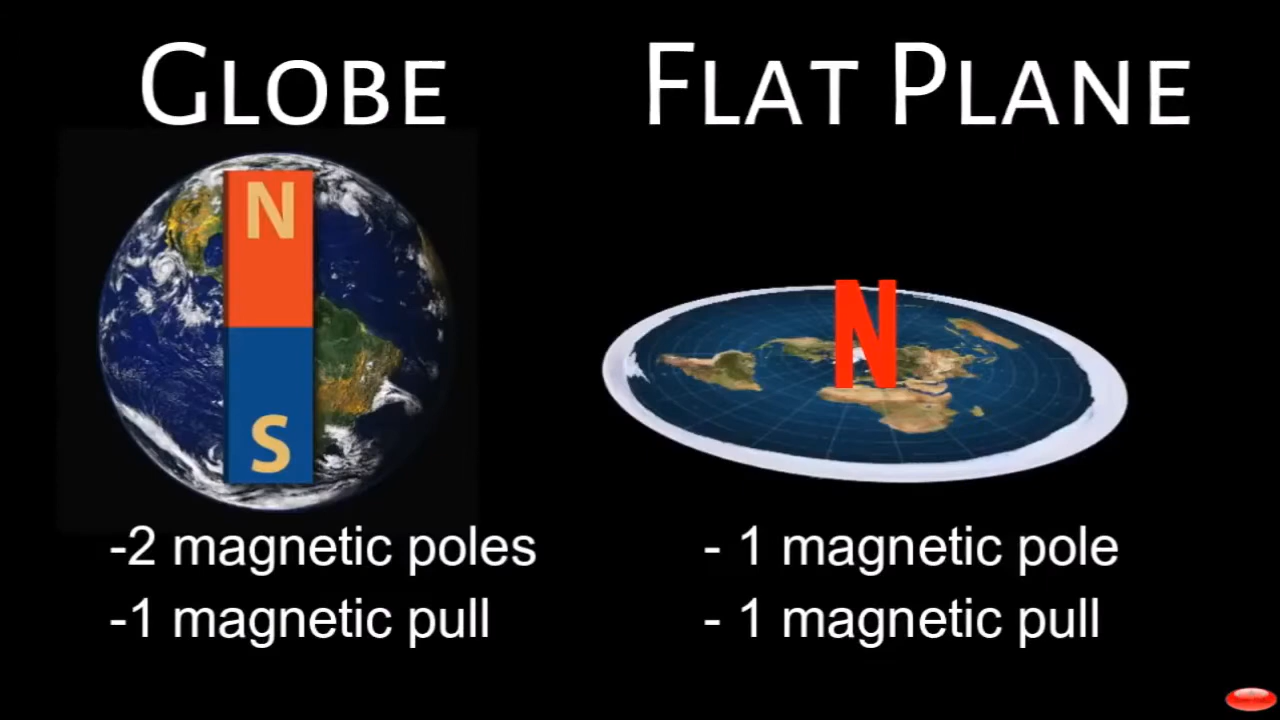 GLOBE
FLAT PLANE
N
S
N
-2 magnetic poles
-1 magnetic pull
- 1 magnetic pole
- 1 magnetic pull